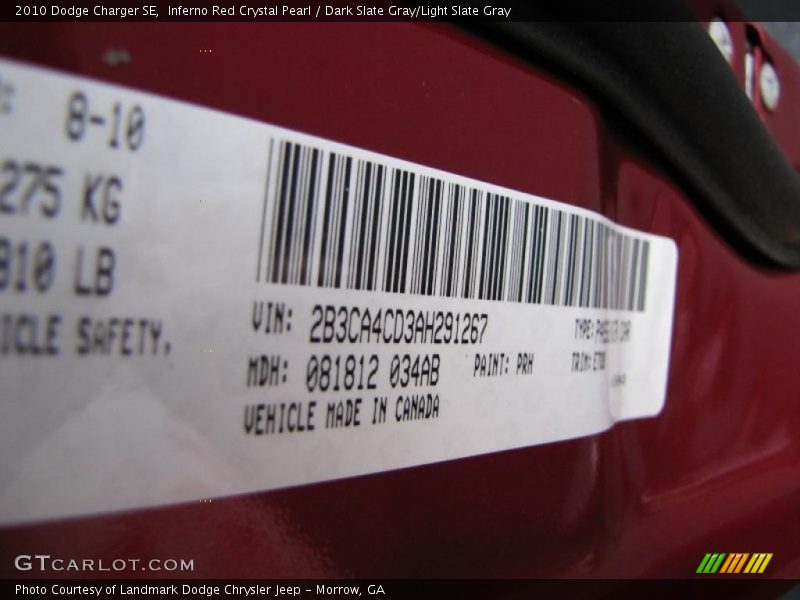 2010 Dodge Charger SE,  Inferno Red Crystal Pearl / Dark Slate Gray/Light Slate Gray
8-10
275 KG
810 LB
ICLE SAFETY.
VIN: 2B3CA4CD3AH291267
TYPE:
MDH: 081812 034AB
PAINT: PRH
TRIM:
VEHICLE MADE IN CANADA
GTCARLOT.COM
Photo Courtesy of Landmark Dodge Chrysler Jeep - Morrow, GA